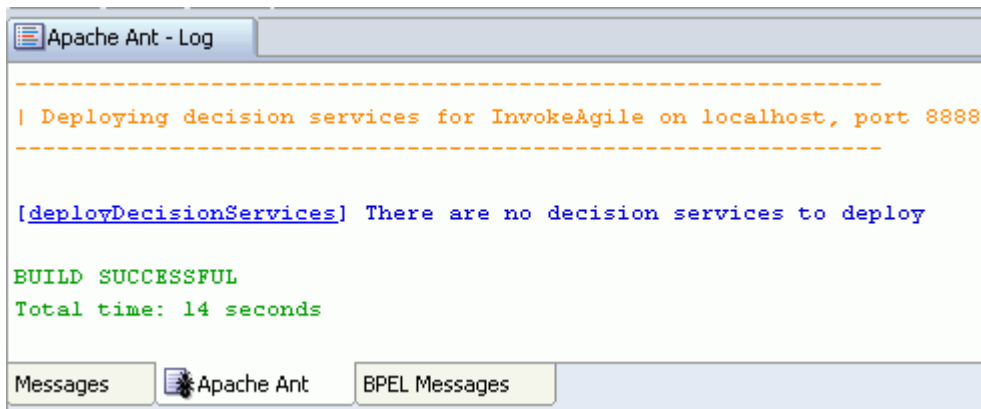 Apache Ant - Log
---------------------------------------------------------------
| Deploying decision services for InvokeAgile on localhost, port 8888
---------------------------------------------------------------
[deployDecisionServices] There are no decision services to deploy
BUILD SUCCESSFUL
Total time: 14 seconds
Messages Apache Ant BPEL Messages